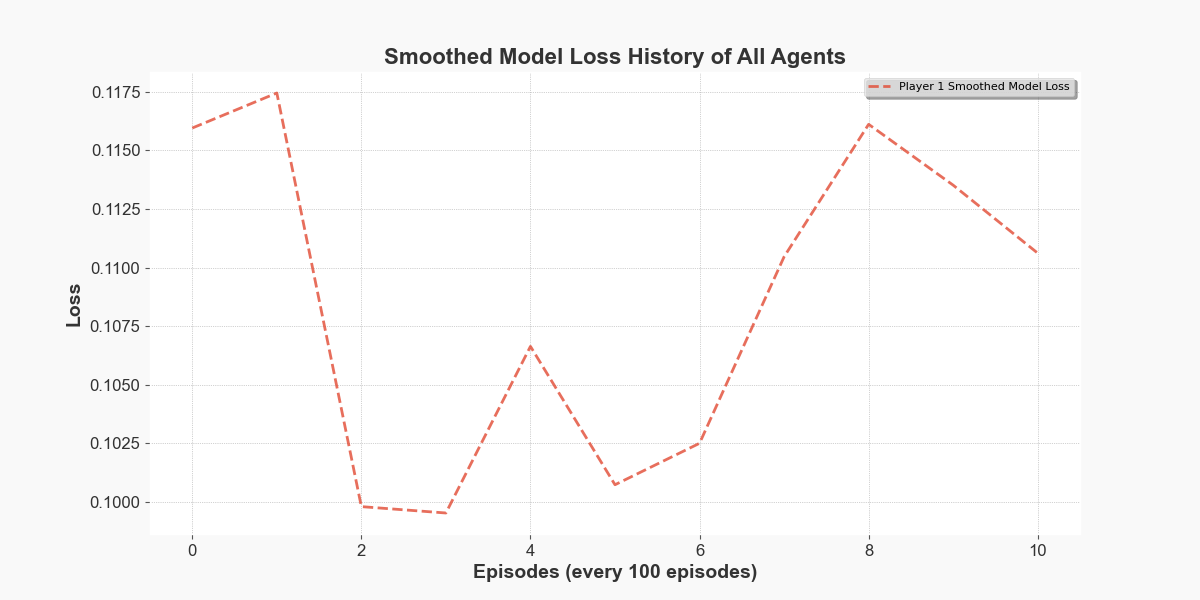 Smoothed Model Loss History of All Agents
Player 1 Smoothed Model Loss
0.1175
0.1150
0.1125
0.1100
0.1075
0.1050
0.1025
0.1000
Loss
0 2 4 6 8 10
Episodes (every 100 episodes)